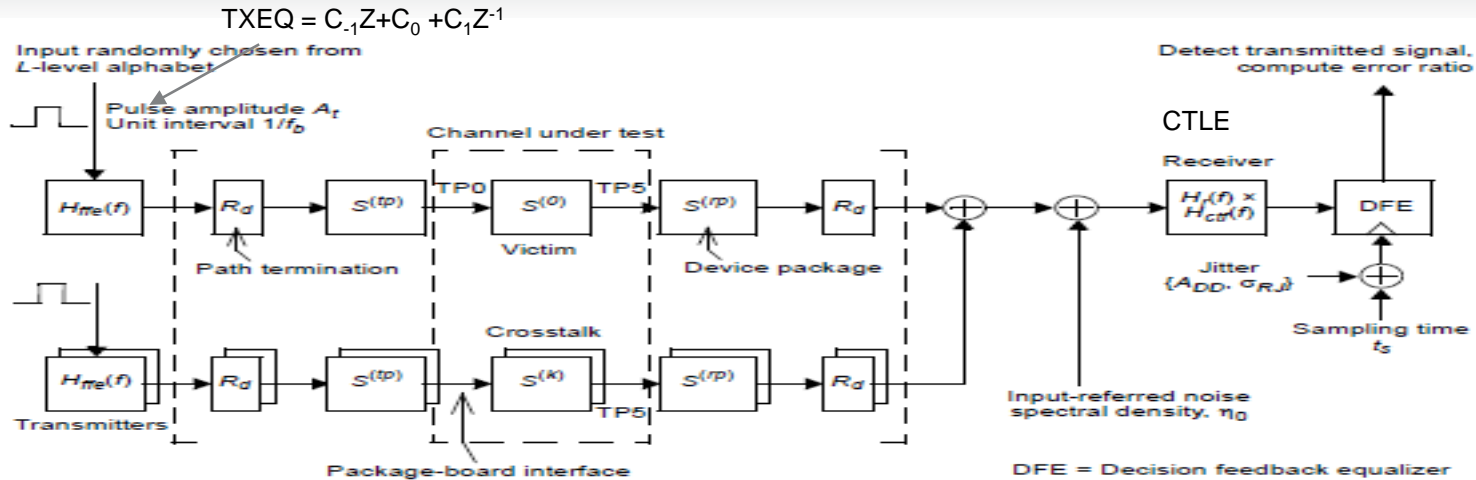 TXEQ = C-1Z+C0 +C1Z-1
Input randomly chosen from
L-level alphabet
Pulse amplitude At
Unit interval 1/fb
Detect transmitted signal,
compute error ratio
Channel under test
CTLE
Receiver
Hffe(f)
Rd
S(tp)
TP0
S(0)
TP5
S(rp)
Rd
Hr(f) ×
Hctf(f)
DFE
Victim
Path termination
Device package
Jitter
{ADD, σRJ}
Sampling time
ts
Crosstalk
Hffe(f)
Rd
S(tp)
S(k)
TP5
S(rp)
Rd
Transmitters
Input-referred noise
spectral density, η0
Package-board interface
DFE = Decision feedback equalizer